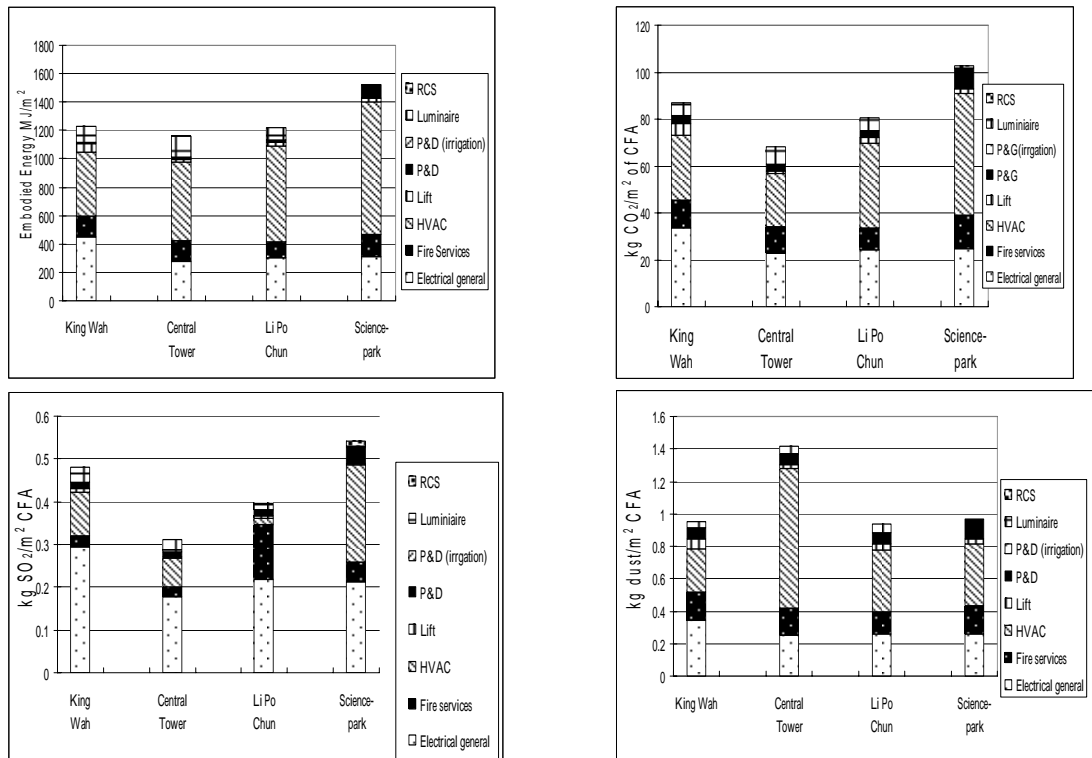 Embodied Energy MJ/m²
1800
1600
1400
1200
1000
800
600
400
200
0
King Wah
Central
Tower
Li Po
Chun
Science-
park
RCS
Luminaire
P&D (irrigation)
P&D
Lift
HVAC
Fire Services
Electrical general
kg CO₂/m² of CFA
120
100
80
60
40
20
0
King
Wah
Central
Tower
Li Po
Chun
Science-
park
RCS
Luminiaire
P&G(irrgation)
P&G
Lift
HVAC
Fire services
Electrical general
kg SO₂/m² CFA
0.6
0.5
0.4
0.3
0.2
0.1
0
King
Wah
Central
Tower
Li Po
Chun
Science-
park
RCS
Luminiaire
P&D (irrgation)
P&D
Lift
HVAC
Fire services
Electrical general
kg dust/m² CFA
1.6
1.4
1.2
1
0.8
0.6
0.4
0.2
0
King Wah
Central
Tower
Li Po
Chun
Science-
park
RCS
Luminaire
P&D (irrigation)
P&D
Lift
HVAC
Fire services
Electrical general